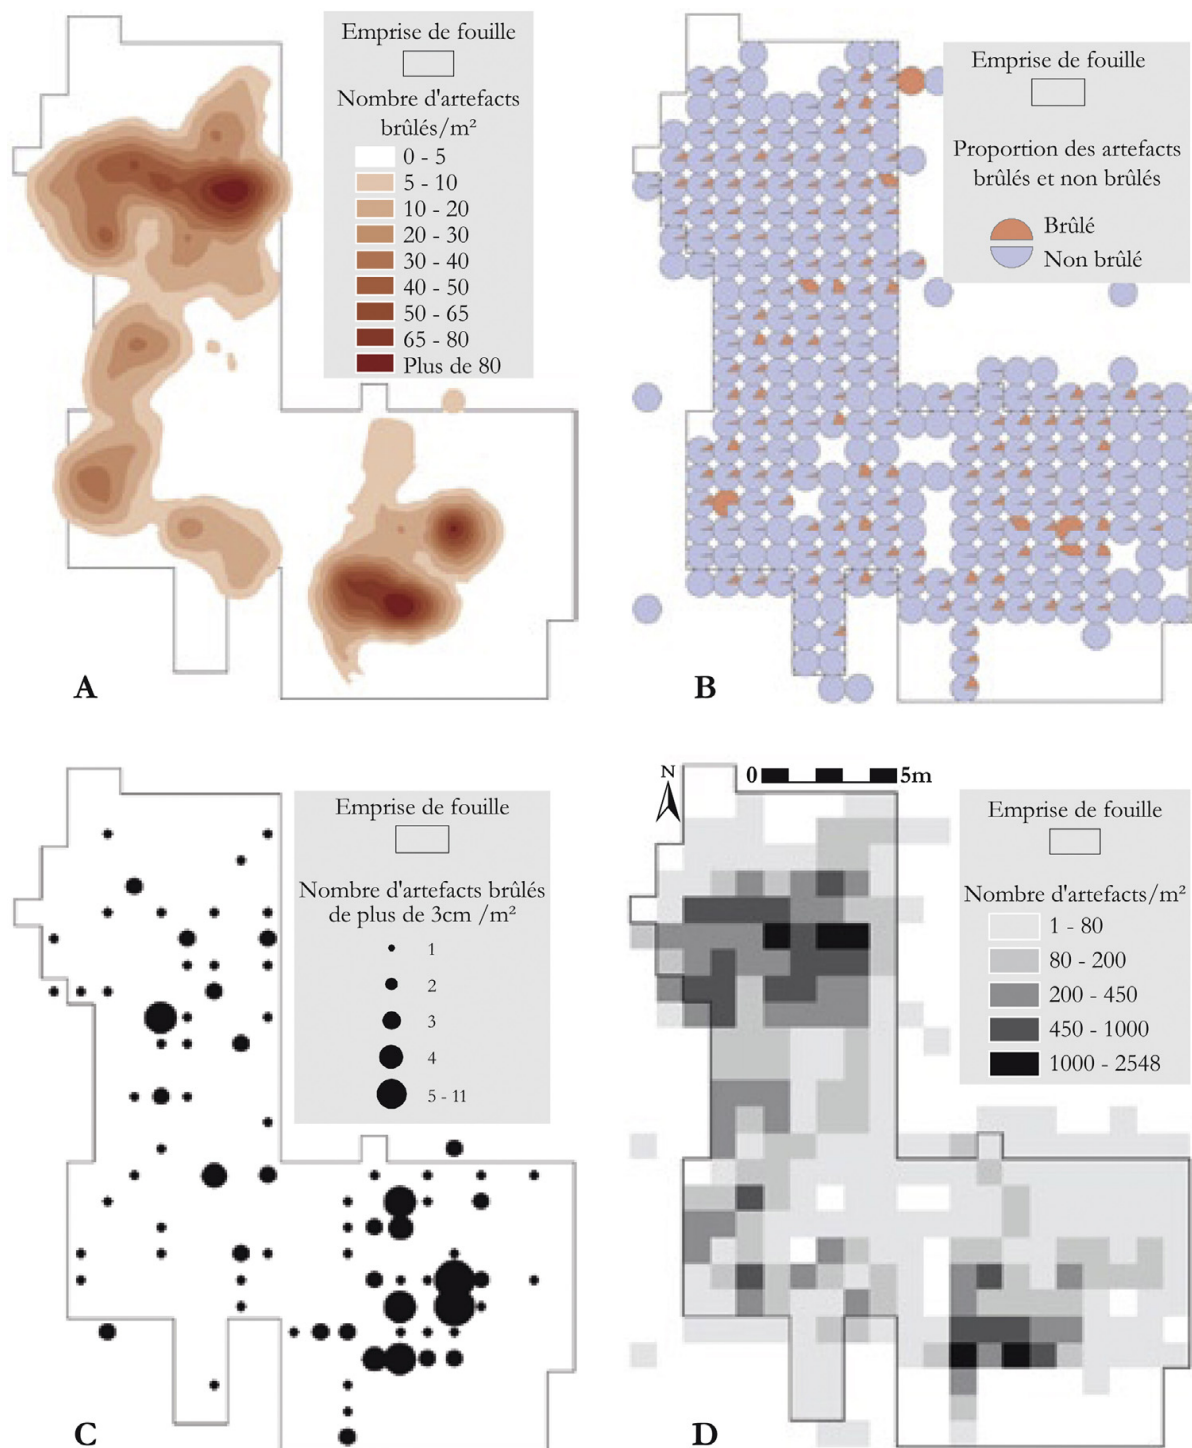 Emprise de fouille
Nombre d'artefacts
brûlés/m²
0 - 5
5 - 10
10 - 20
20 - 30
30 - 40
40 - 50
50 - 65
65 - 80
Plus de 80
A
Emprise de fouille
Proportion des artefacts
brûlés et non brûlés
Brûlé
Non brûlé
B
Emprise de fouille
Nombre d'artefacts brûlés
de plus de 3cm /m²
1
2
3
4
5 - 11
C
N
0 5m
Emprise de fouille
Nombre d'artefacts/m²
1 - 80
80 - 200
200 - 450
450 - 1000
1000 - 2548
D